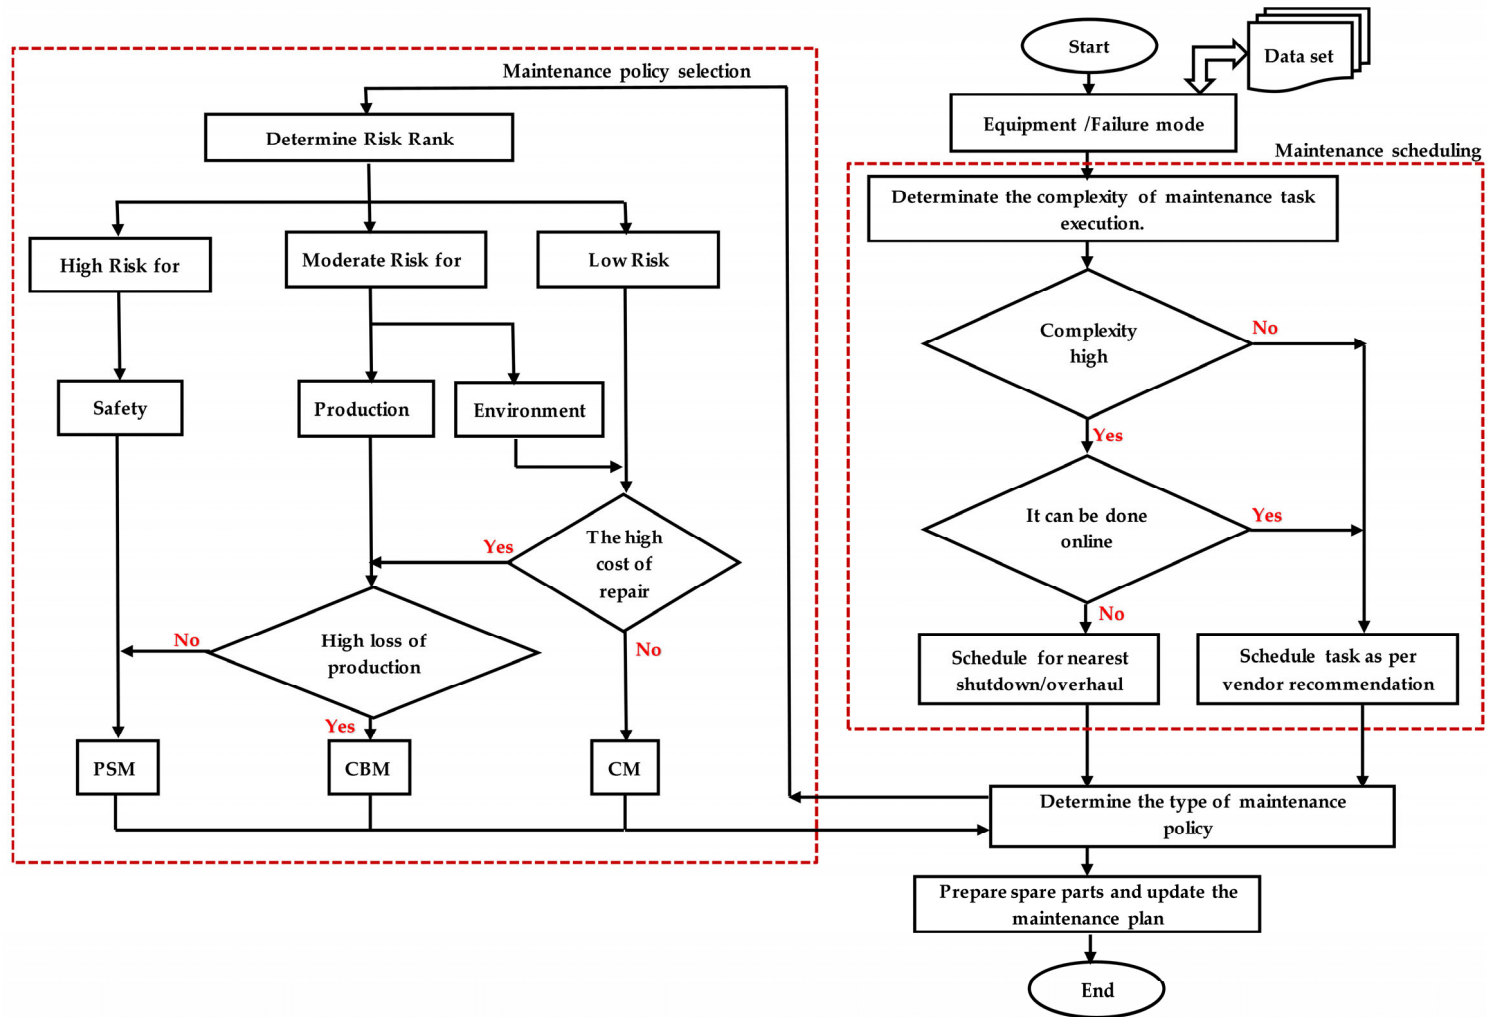 Start
Data set
Equipment /Failure mode
Maintenance scheduling
Determinate the complexity of maintenance task
execution.
Complexity
high
No
Yes
It can be done
online
Yes
No
Schedule for nearest
shutdown/overhaul
Schedule task as per
vendor recommendation
Determine the type of maintenance
policy
Prepare spare parts and update the
maintenance plan
End
Maintenance policy selection
Determine Risk Rank
High Risk for
Moderate Risk for
Low Risk
Safety
Production
Environment
The high
cost of
repair
Yes
No
High loss of
production
No
Yes
PSM
CBM
CM